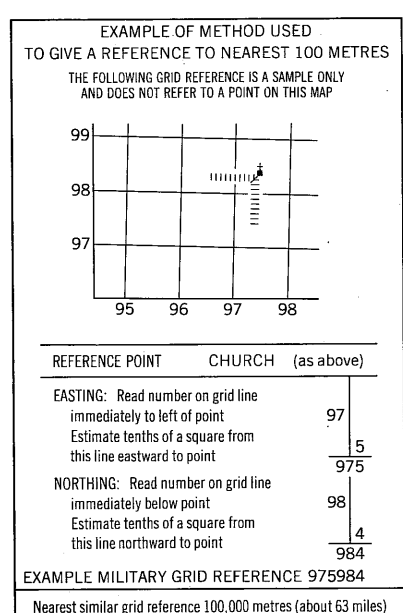 EXAMPLE OF METHOD USED
TO GIVE A REFERENCE TO NEAREST 100 METRES
THE FOLLOWING GRID REFERENCE IS A SAMPLE ONLY
AND DOES NOT REFER TO A POINT ON THIS MAP
99
98
97
95 96 97 98
REFERENCE POINT CHURCH (as above)
EASTING: Read number on grid line
immediately to left of point 97
Estimate tenths of a square from
this line eastward to point 5
975
NORTHING: Read number on grid line
immediately below point 98
Estimate tenths of a square from
this line northward to point 4
984
EXAMPLE MILITARY GRID REFERENCE 975984
Nearest similar grid reference 100,000 metres (about 63 miles)